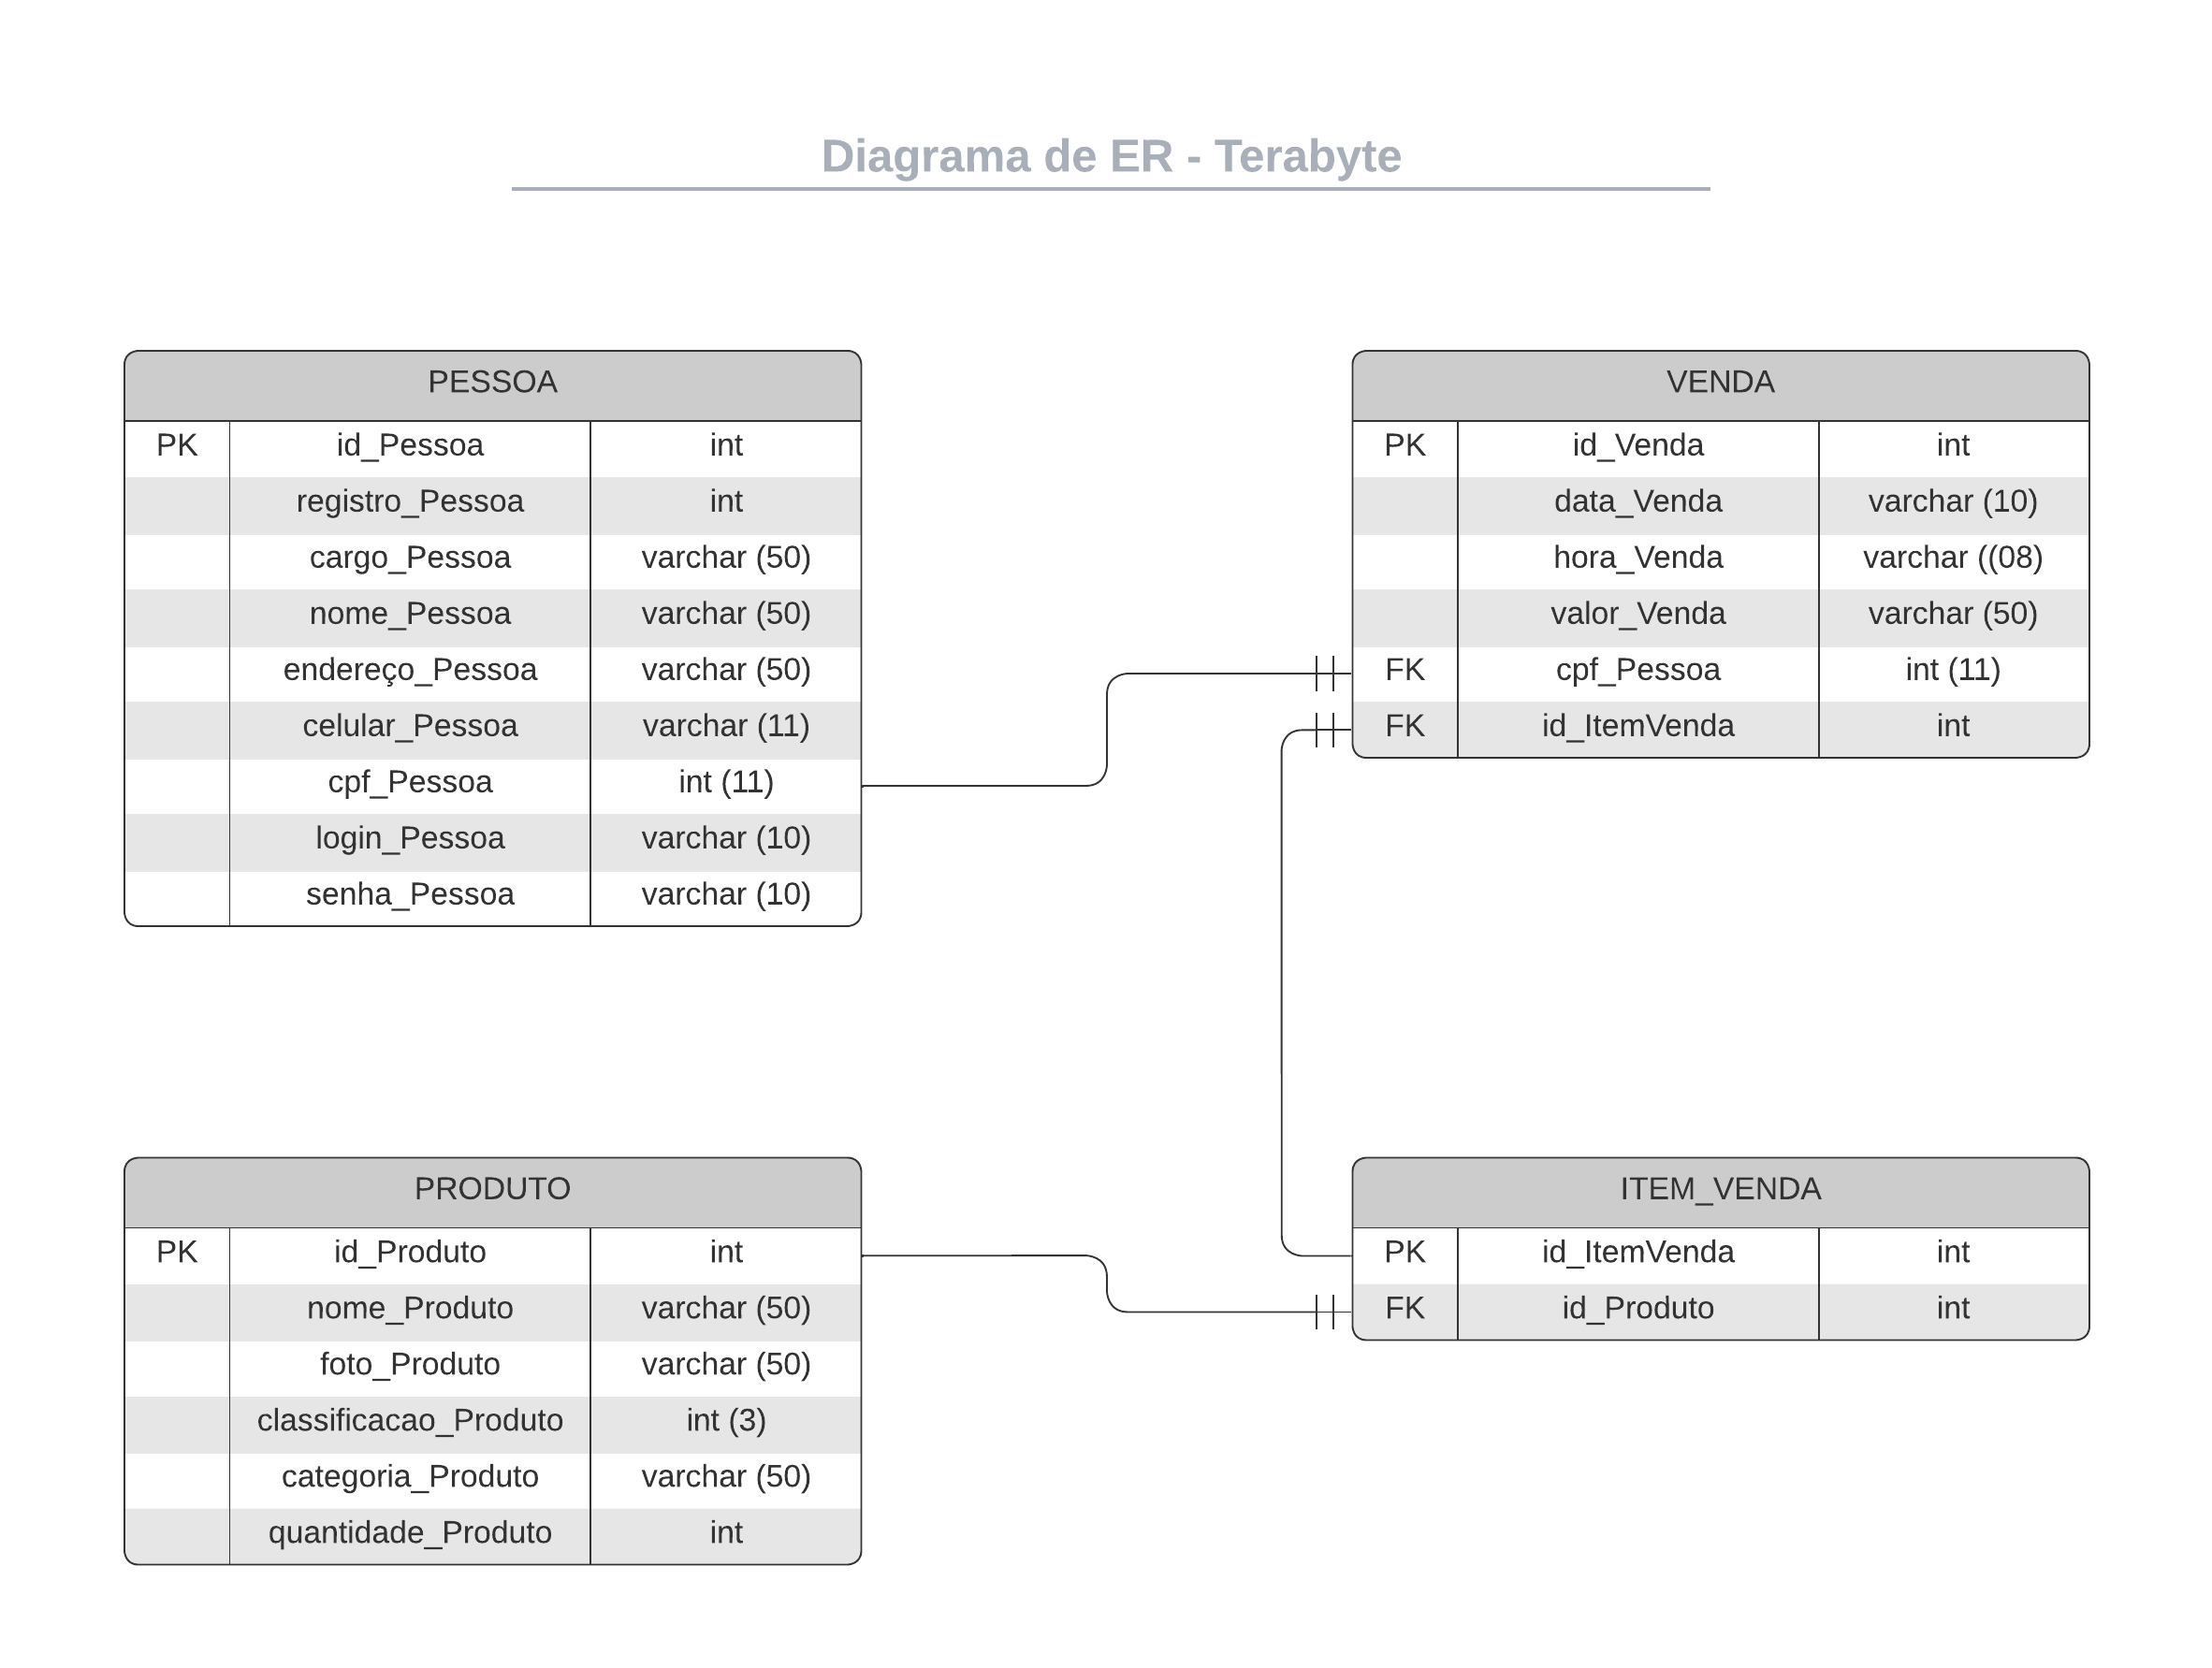 Diagrama de ER - Terabyte
PESSOA
PK id_Pessoa int
registro_Pessoa int
cargo_Pessoa varchar (50)
nome_Pessoa varchar (50)
endereço_Pessoa varchar (50)
celular_Pessoa varchar (11)
cpf_Pessoa int (11)
login_Pessoa varchar (10)
senha_Pessoa varchar (10)
VENDA
PK id_Venda int
data_Venda varchar (10)
hora_Venda varchar ((08)
valor_Venda varchar (50)
FK cpf_Pessoa int (11)
FK id_ItemVenda int
PRODUTO
PK id_Produto int
nome_Produto varchar (50)
foto_Produto varchar (50)
classificacao_Produto int (3)
categoria_Produto varchar (50)
quantidade_Produto int
ITEM_VENDA
PK id_ItemVenda int
FK id_Produto int